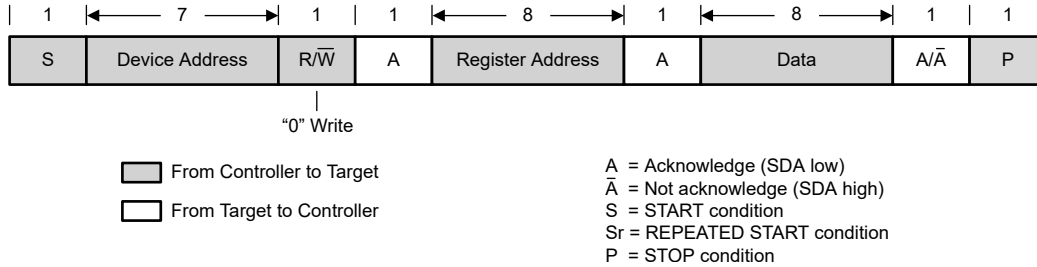 1 7 1 1 8 1 8 1 1
S Device Address R/W̅ A Register Address A Data A/A̅ P
“0” Write
From Controller to Target
From Target to Controller
A = Acknowledge (SDA low)
A̅ = Not acknowledge (SDA high)
S = START condition
Sr = REPEATED START condition
P = STOP condition